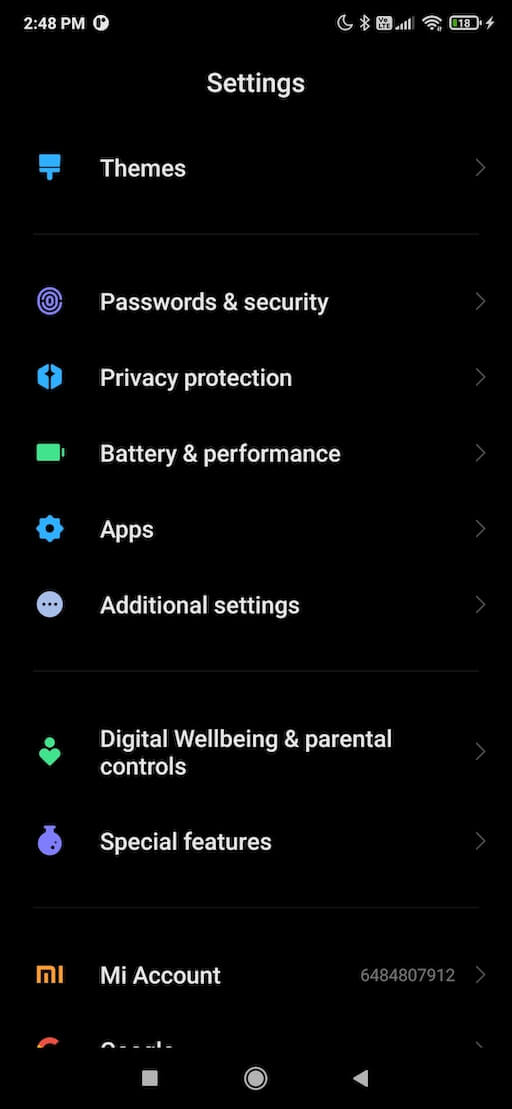 2:48 PM Vo LTE 18
Settings
Themes
Passwords & security
Privacy protection
Battery & performance
Apps
Additional settings
Digital Wellbeing & parental
controls
Special features
Mi Account 6484807912
Google